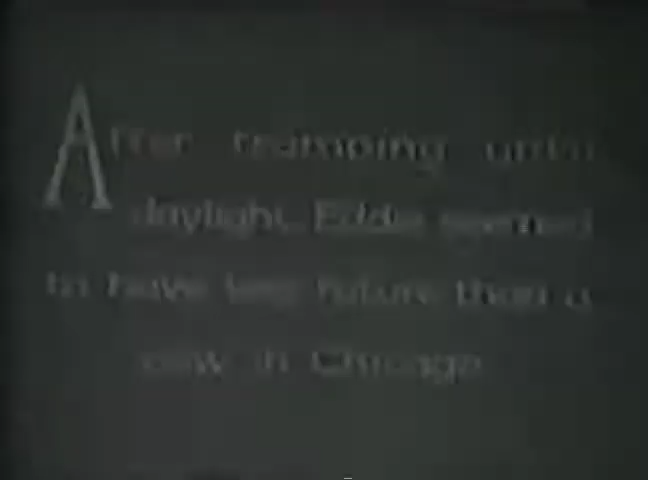 After tramping until
daylight, Eddie seemed
to have less future than a
cow in Chicago